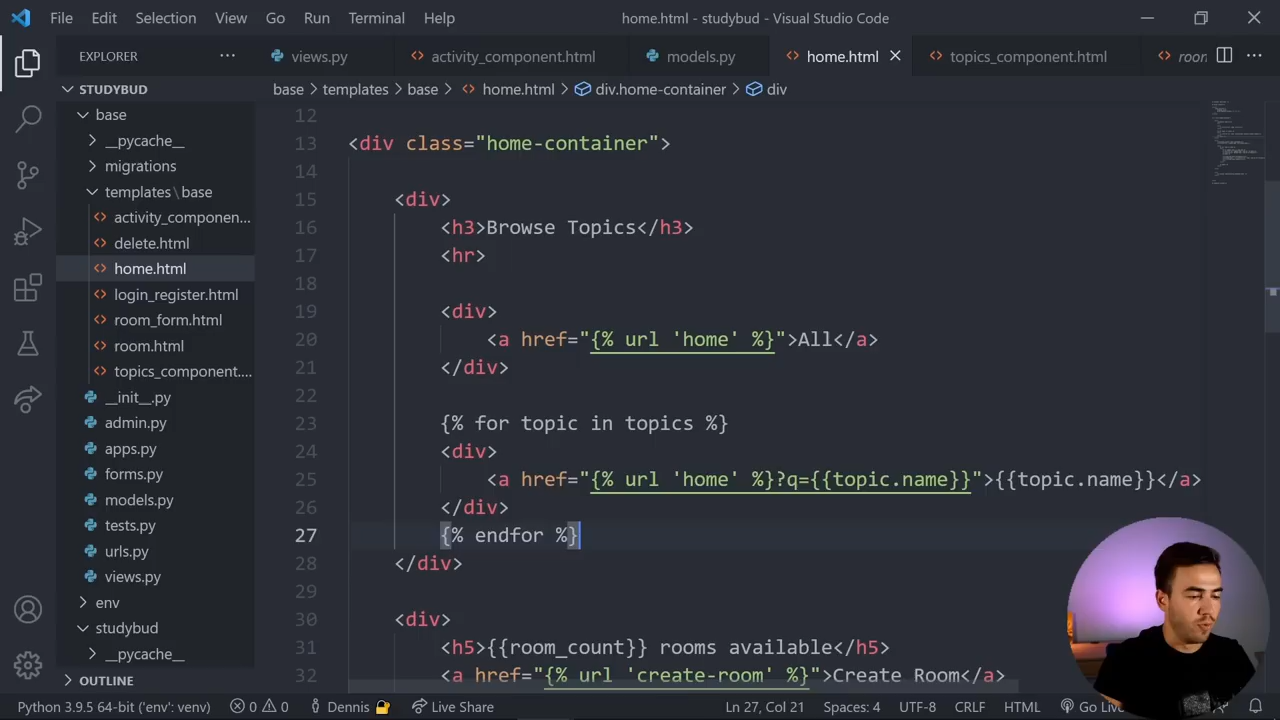 File Edit Selection View Go Run Terminal Help
home.html - studybud - Visual Studio Code
EXPLORER
views.py
activity_component.html
models.py
home.html
topics_component.html
STUDYBUD
base > templates > base > home.html > div.home-container > div
base
__pycache__
migrations
templates\base
activity_componen...
delete.html
home.html
login_register.html
room_form.html
room.html
topics_component....
__init__.py
admin.py
apps.py
forms.py
models.py
tests.py
urls.py
views.py
env
studybud
__pycache__
OUTLINE
12
13 <div class="home-container">
14
15 <div>
16 <h3>Browse Topics</h3>
17 <hr>
18
19 <div>
20 <a href="{% url 'home' %}">All</a>
21 </div>
22
23 {% for topic in topics %}
24 <div>
25 <a href="{% url 'home' %}?q={{topic.name}}">{{topic.name}}</a>
26 </div>
27 {% endfor %}
28 </div>
29
30 <div>
31 <h5>{{room_count}} rooms available</h5>
32 <a href="{% url 'create-room' %}">Create Room</a>
Python 3.9.5 64-bit ('env': venv) 0 0 Dennis Live Share Ln 27, Col 21 Spaces: 4 UTF-8 CRLF HTML Go Live